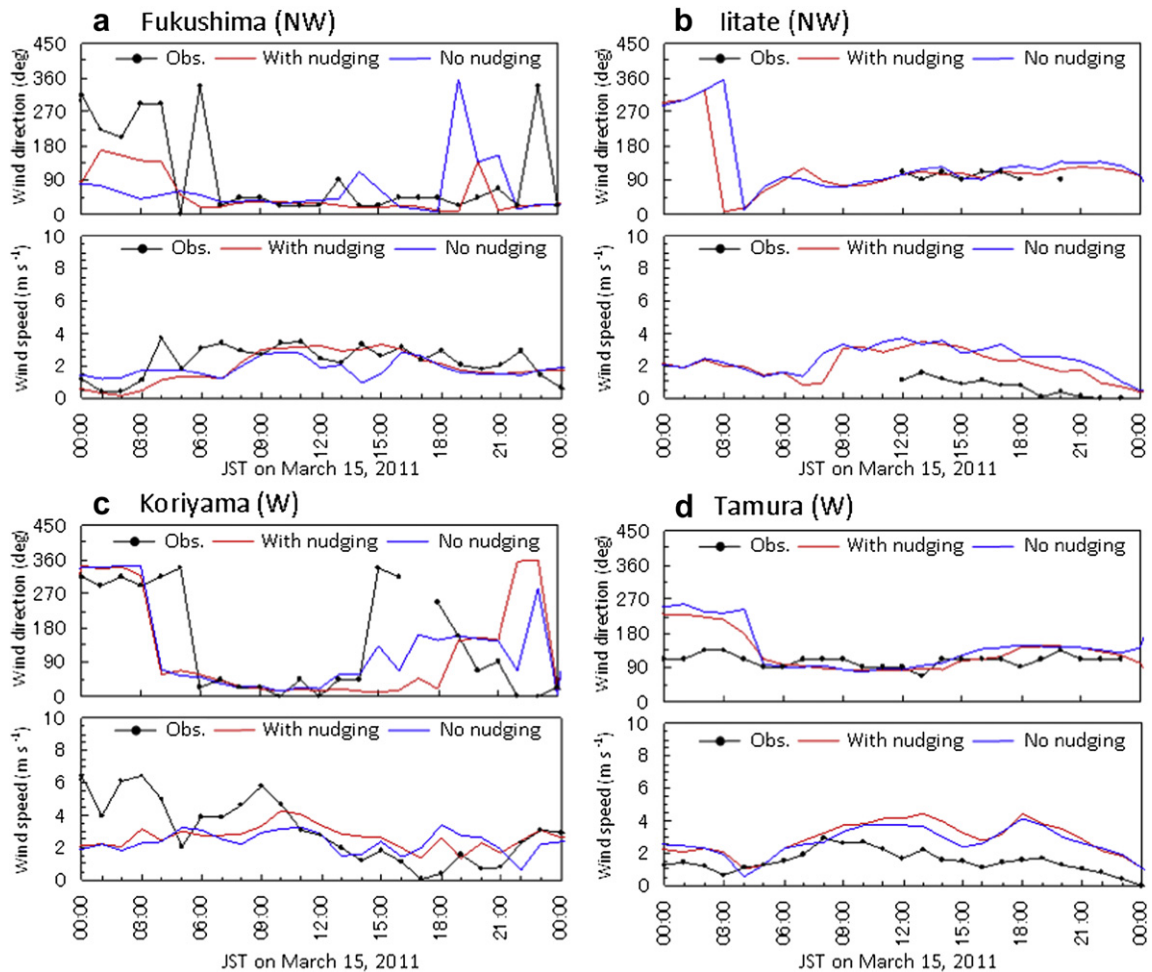 a Fukushima (NW)
450
360
270
180
90
0
Wind direction (deg)
Obs. With nudging No nudging
10
8
6
4
2
0
Wind speed (m s⁻¹)
Obs. With nudging No nudging
00:00 03:00 06:00 09:00 12:00 15:00 18:00 21:00 00:00
JST on March 15, 2011
b Iitate (NW)
450
360
270
180
90
0
Wind direction (deg)
Obs. With nudging No nudging
10
8
6
4
2
0
Wind speed (m s⁻¹)
Obs. With nudging No nudging
00:00 03:00 06:00 09:00 12:00 15:00 18:00 21:00 00:00
JST on March 15, 2011
c Koriyama (W)
450
360
270
180
90
0
Wind direction (deg)
Obs. With nudging No nudging
10
8
6
4
2
0
Wind speed (m s⁻¹)
Obs. With nudging No nudging
00:00 03:00 06:00 09:00 12:00 15:00 18:00 21:00 00:00
JST on March 15, 2011
d Tamura (W)
450
360
270
180
90
0
Wind direction (deg)
Obs. With nudging No nudging
10
8
6
4
2
0
Wind speed (m s⁻¹)
Obs. With nudging No nudging
00:00 03:00 06:00 09:00 12:00 15:00 18:00 21:00 00:00
JST on March 15, 2011